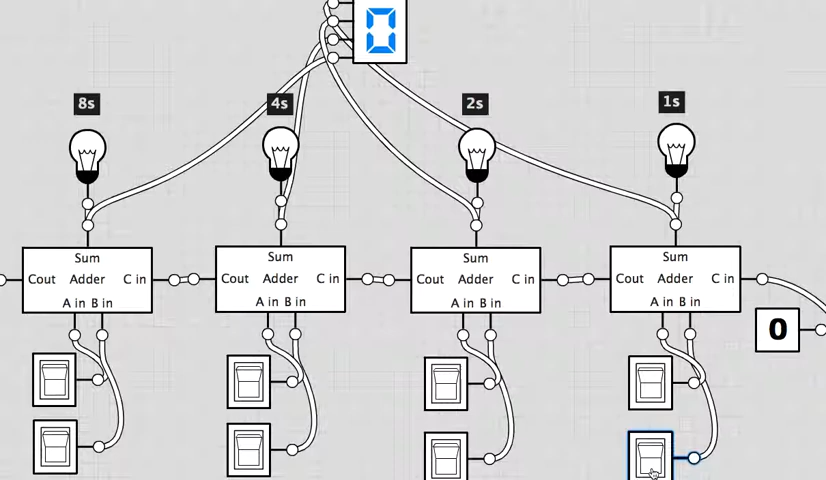 0
8s
4s
2s
1s
Sum
Cout Adder C in
A in B in
Sum
Cout Adder C in
A in B in
Sum
Cout Adder C in
A in B in
Sum
Cout Adder C in
A in B in
0